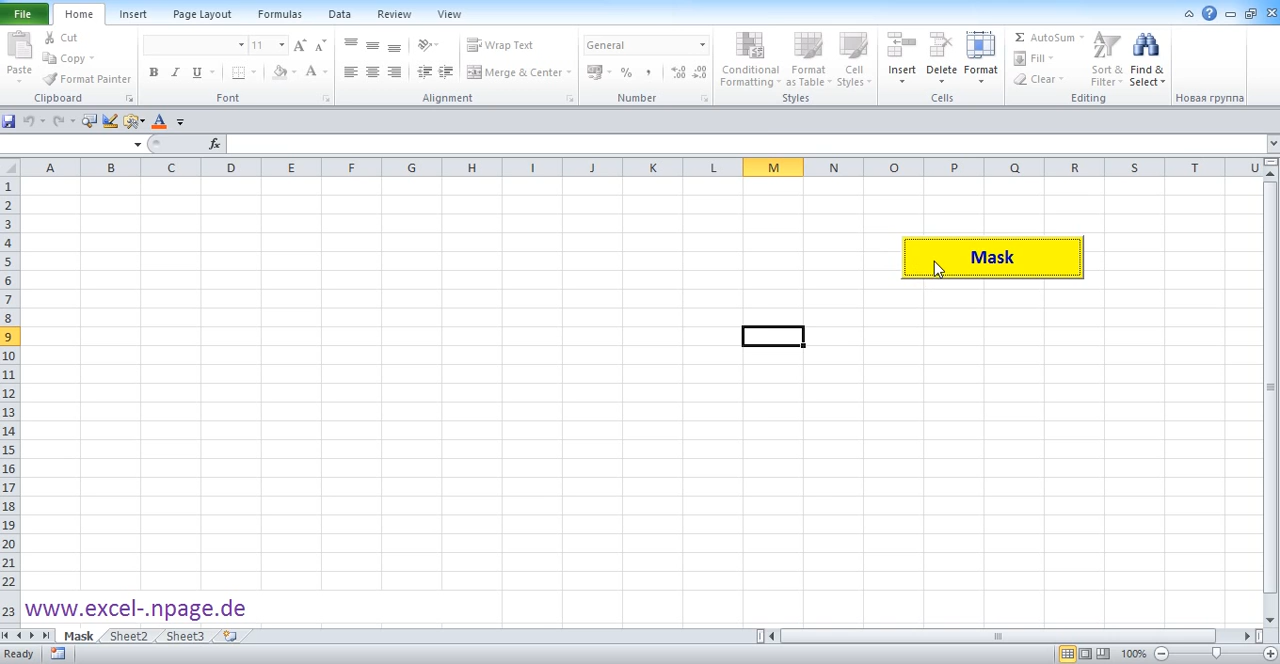 File Home Insert Page Layout Formulas Data Review View
Cut
Copy
Format Painter
Paste
Clipboard
11
A A
B I U
A
Font
Wrap Text
Merge & Center
Alignment
General
%
Number
Conditional Formatting
Format as Table
Cell Styles
Styles
Insert Delete Format
Cells
AutoSum
Fill
Clear
Sort & Filter
Find & Select
Editing
Новая группа
fx
A B C D E F G H I J K L M N O P Q R S T U
1
2
3
4
5
6
7
8
9
10
11
12
13
14
15
16
17
18
19
20
21
22
23
Mask
www.excel-.npage.de
Mask Sheet2 Sheet3
Ready
100%